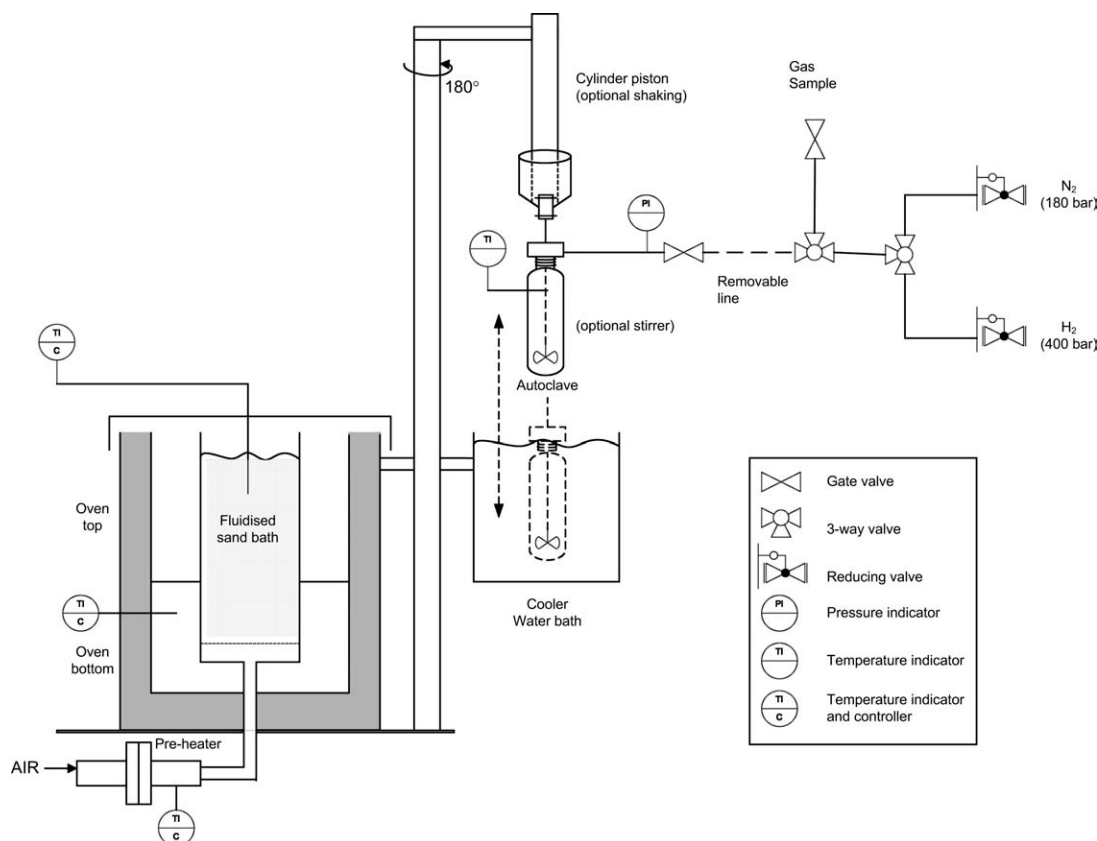 180°
Cylinder piston
(optional shaking)
Gas
Sample
N₂
(180 bar)
PI
TI
Removable
line
(optional stirrer)
H₂
(400 bar)
TI
C
Autoclave
Oven
top
Fluidised
sand bath
TI
C
Oven
bottom
Cooler
Water bath
Pre-heater
AIR
TI
C
Gate valve
3-way valve
Reducing valve
PI
Pressure indicator
TI
Temperature indicator
TI
C
Temperature indicator
and controller